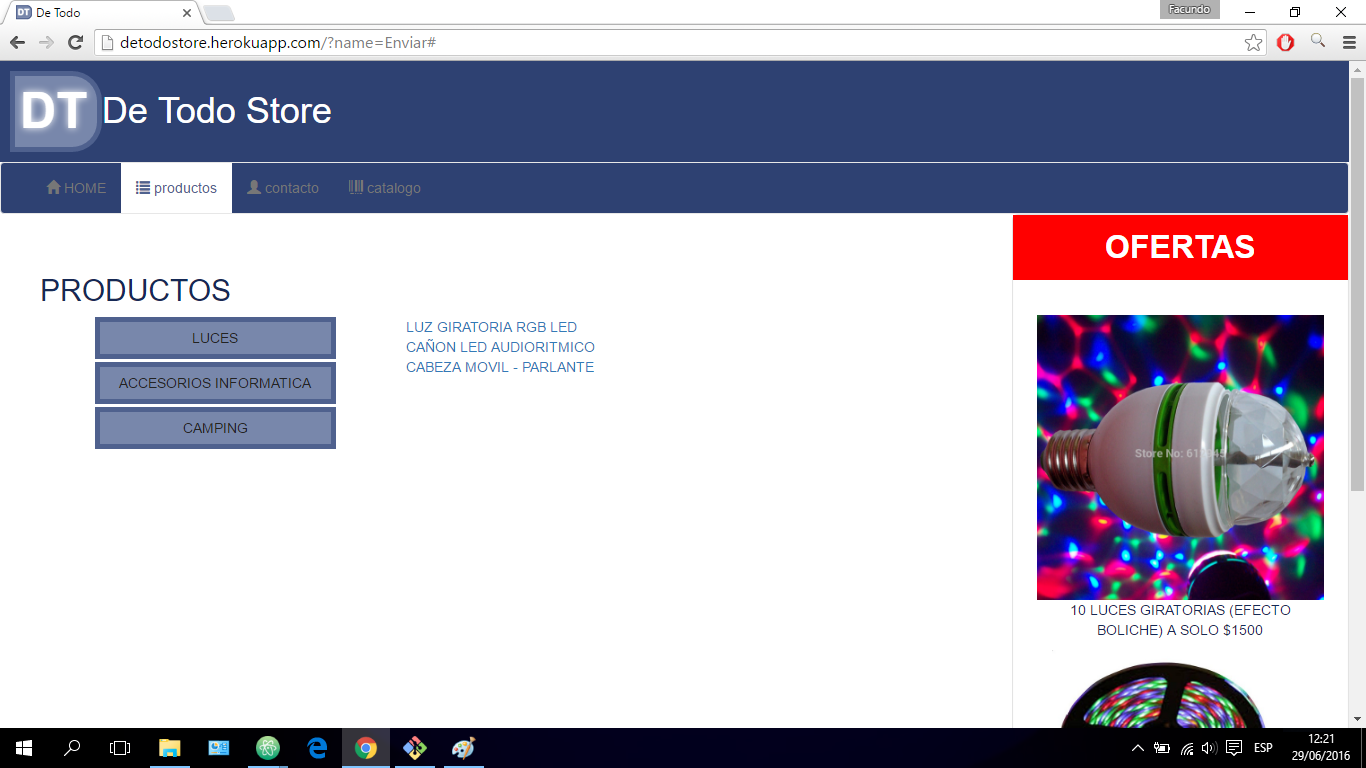 DT De Todo
Facundo
detodostore.herokuapp.com/?name=Enviar#
DT De Todo Store
HOME
productos
contacto
catalogo
PRODUCTOS
LUCES
ACCESORIOS INFORMATICA
CAMPING
LUZ GIRATORIA RGB LED
CAÑON LED AUDIORITMICO
CABEZA MOVIL - PARLANTE
OFERTAS
Store No:
10 LUCES GIRATORIAS (EFECTO
BOLICHE) A SOLO $1500
ESP
12:21
29/06/2016